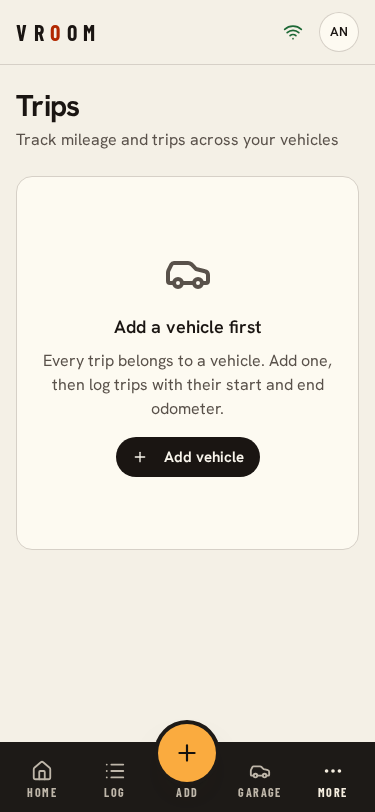 VROOM
AN
Trips
Track mileage and trips across your vehicles
Add a vehicle first
Every trip belongs to a vehicle. Add one,
then log trips with their start and end
odometer.
+ Add vehicle
HOME
LOG
ADD
GARAGE
MORE